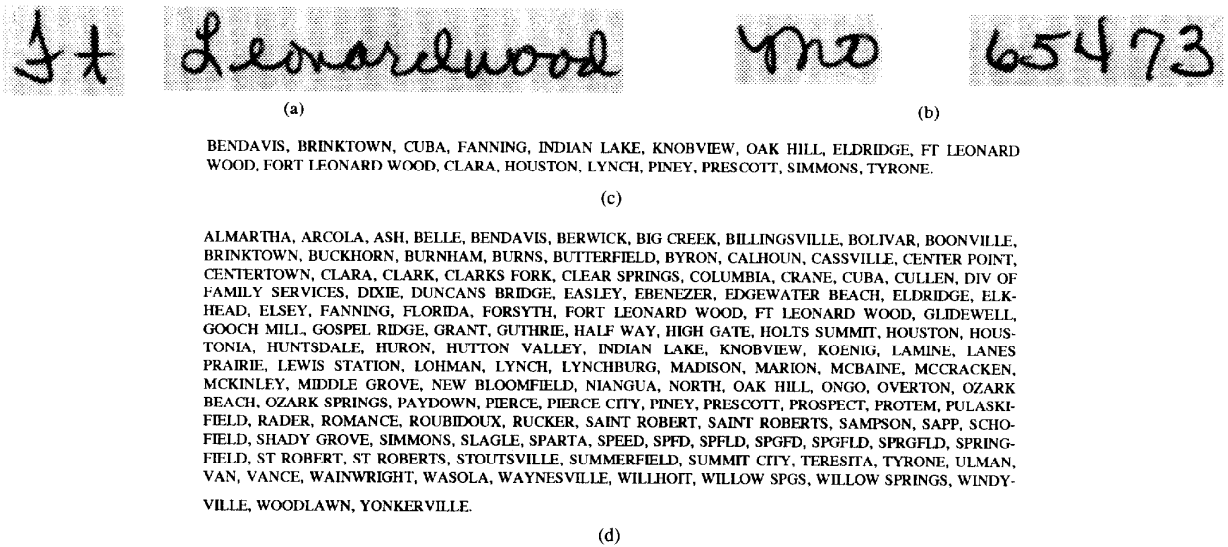 Ft Leonardwood mo 65473
(a) (b)
BENDAVIS, BRINKTOWN, CUBA, FANNING, INDIAN LAKE, KNOBVIEW, OAK HILL, ELDRIDGE, FT LEONARD
WOOD, FORT LEONARD WOOD, CLARA, HOUSTON, LYNCH, PINEY, PRESCOTT, SIMMONS, TYRONE.
(c)
ALMARTHA, ARCOLA, ASH, BELLE, BENDAVIS, BERWICK, BIG CREEK, BILLINGSVILLE, BOLIVAR, BOONVILLE,
BRINKTOWN, BUCKHORN, BURNHAM, BURNS, BUTTERFIELD, BYRON, CALHOUN, CASSVILLE, CENTER POINT,
CENTERTOWN, CLARA, CLARK, CLARKS FORK, CLEAR SPRINGS, COLUMBIA, CRANE, CUBA, CULLEN, DIV OF
FAMILY SERVICES, DIXIE, DUNCANS BRIDGE, EASLEY, EBENEZER, EDGEWATER BEACH, ELDRIDGE, ELK-
HEAD, ELSEY, FANNING, FLORIDA, FORSYTH, FORT LEONARD WOOD, FT LEONARD WOOD, GLIDEWELL,
GOOCH MILL, GOSPEL RIDGE, GRANT, GUTHRIE, HALF WAY, HIGH GATE, HOLTS SUMMIT, HOUSTON, HOUS-
TONIA, HUNTSDALE, HURON, HUTTON VALLEY, INDIAN LAKE, KNOBVIEW, KOENIG, LAMINE, LANES
PRAIRIE, LEWIS STATION, LOHMAN, LYNCH, LYNCHBURG, MADISON, MARION, MCBAINE, MCCRACKEN,
MCKINLEY, MIDDLE GROVE, NEW BLOOMFIELD, NIANGUA, NORTH, OAK HILL, ONGO, OVERTON, OZARK
BEACH, OZARK SPRINGS, PAYDOWN, PIERCE, PIERCE CITY, PINEY, PRESCOTT, PROSPECT, PROTEM, PULASKI-
FIELD, RADER, ROMANCE, ROUBIDOUX, RUCKER, SAINT ROBERT, SAINT ROBERTS, SAMPSON, SAPP, SCHO-
FIELD, SHADY GROVE, SIMMONS, SLAGLE, SPARTA, SPEED, SPFD, SPFLD, SPGFD, SPGFLD, SPRGFLD, SPRING-
FIELD, ST ROBERT, ST ROBERTS, STOUTSVILLE, SUMMERFIELD, SUMMIT CITY, TERESITA, TYRONE, ULMAN,
VAN, VANCE, WAINWRIGHT, WASOLA, WAYNESVILLE, WILLHOIT, WILLOW SPGS, WILLOW SPRINGS, WINDY-
VILLE, WOODLAWN, YONKERVILLE.
(d)